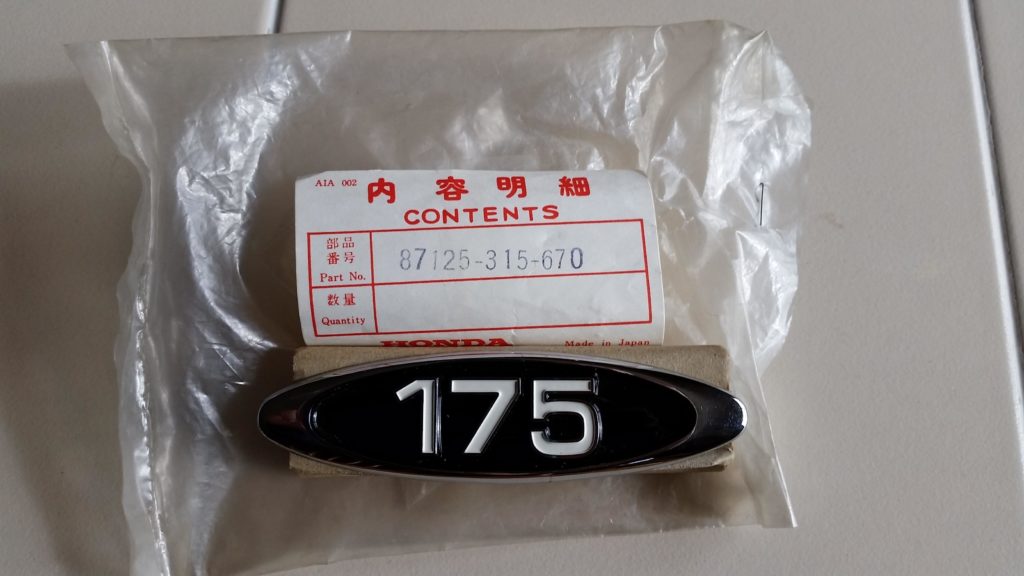 AIA 002 内容明細
CONTENTS
部品
番号
Part No. 87125-315-670
数量
Quantity
HONDA Made in Japan
175